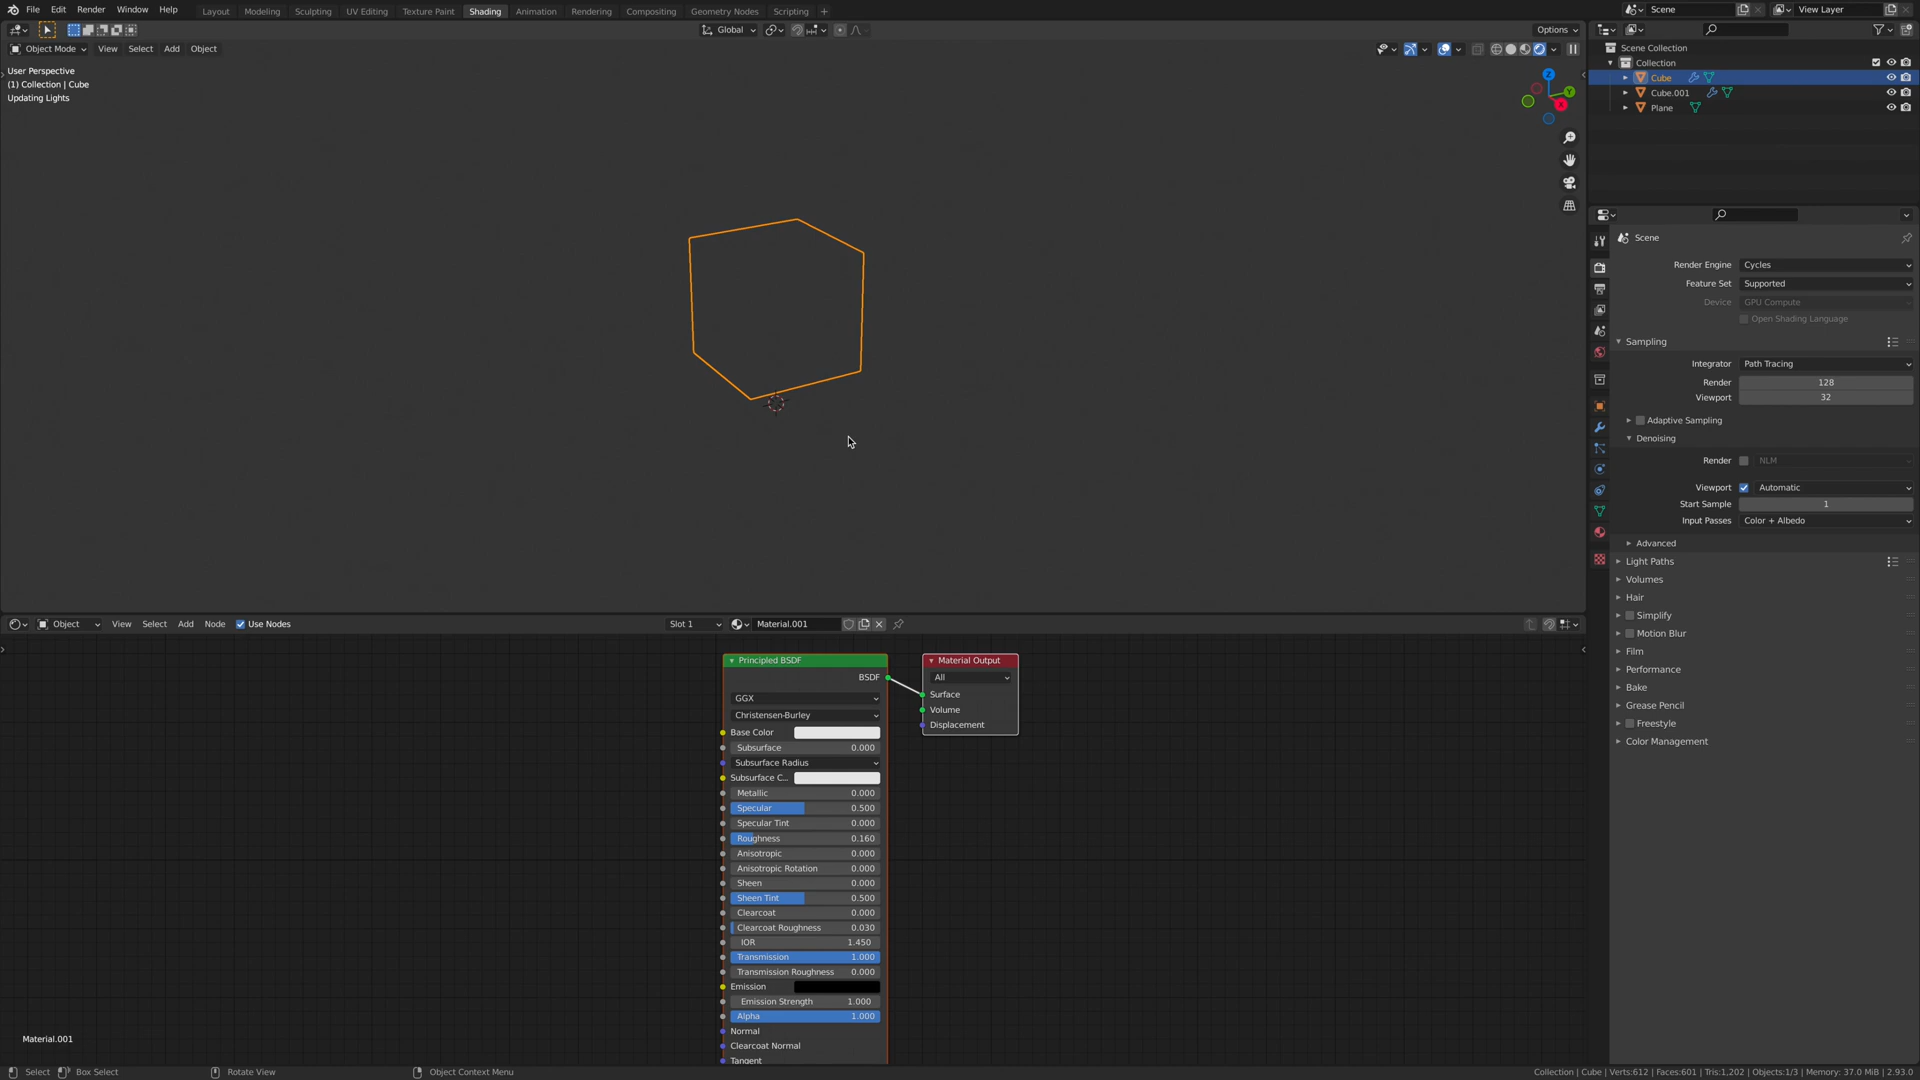 File Edit Render Window Help Layout Modeling Sculpting UV Editing Texture Paint Shading Animation Rendering Compositing Geometry Nodes Scripting + Scene View Layer
Global Options
Object Mode View Select Add Object
User Perspective
(1) Collection | Cube
Updating Lights
Z
Y
X
Scene Collection
Collection
Cube
Cube.001
Plane
Scene
Render Engine Cycles
Feature Set Supported
Device GPU Compute
Open Shading Language
Sampling
Integrator Path Tracing
Render 128
Viewport 32
Adaptive Sampling
Denoising
Render NLM
Viewport Automatic
Start Sample 1
Input Passes Color + Albedo
Advanced
Light Paths
Volumes
Hair
Simplify
Motion Blur
Film
Performance
Bake
Grease Pencil
Freestyle
Color Management
Object View Select Add Node Use Nodes Slot 1 Material.001
Principled BSDF
BSDF
GGX
Christensen-Burley
Base Color
Subsurface 0.000
Subsurface Radius
Subsurface C...
Metallic 0.000
Specular 0.500
Specular Tint 0.000
Roughness 0.160
Anisotropic 0.000
Anisotropic Rotation 0.000
Sheen 0.000
Sheen Tint 0.500
Clearcoat 0.000
Clearcoat Roughness 0.030
IOR 1.450
Transmission 1.000
Transmission Roughness 0.000
Emission
Emission Strength 1.000
Alpha 1.000
Normal
Clearcoat Normal
Tangent
Material Output
All
Surface
Volume
Displacement
Material.001
Select Box Select Rotate View Object Context Menu Collection | Cube | Verts:612 | Faces:601 | Tris:1,202 | Objects:1/3 | Memory: 37.0 MiB | 2.93.0